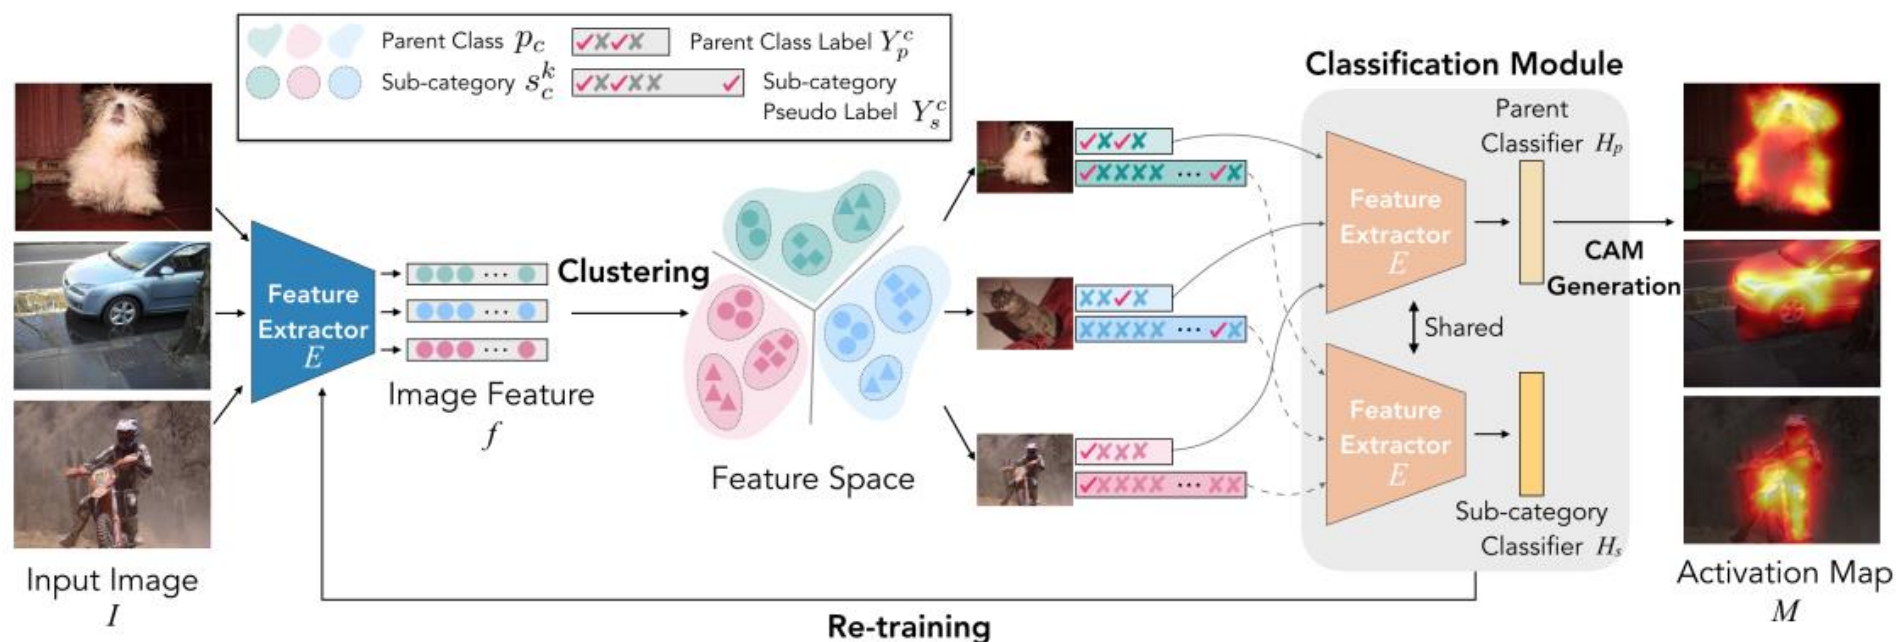 Parent Class p_c
Parent Class Label Y_p^c
Sub-category s_c^k
Sub-category
Pseudo Label Y_s^c
Input Image
I
Feature
Extractor
E
Image Feature
f
Clustering
Feature Space
Classification Module
Parent
Classifier H_p
Feature
Extractor
E
Shared
Feature
Extractor
E
Sub-category
Classifier H_s
CAM
Generation
Activation Map
M
Re-training